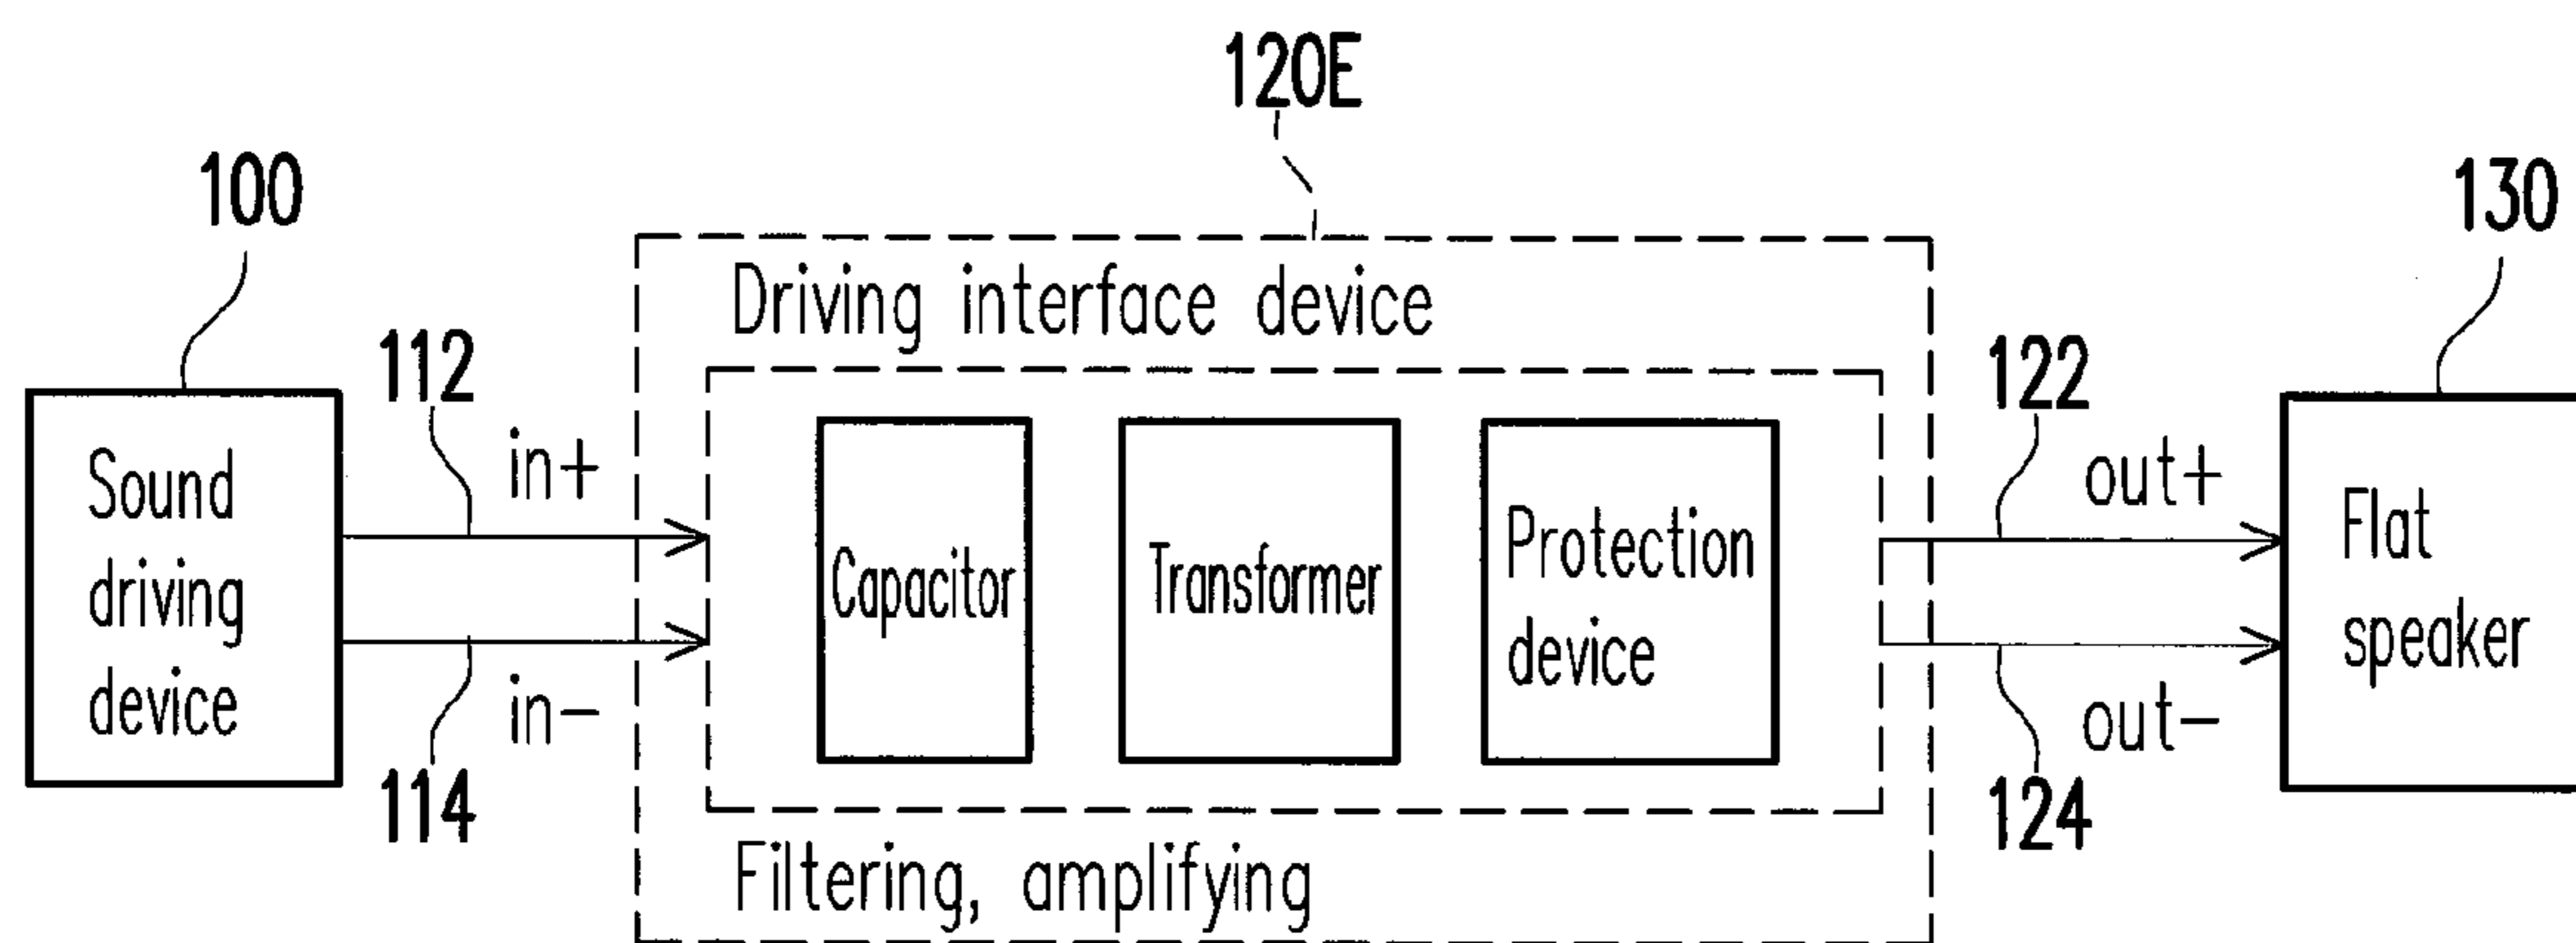 120E
100
130
Driving interface device
112
122
in+
out+
Sound
driving
device
Capacitor
Transformer
Protection
device
Flat
speaker
in-
out-
114
124
Filtering, amplifying